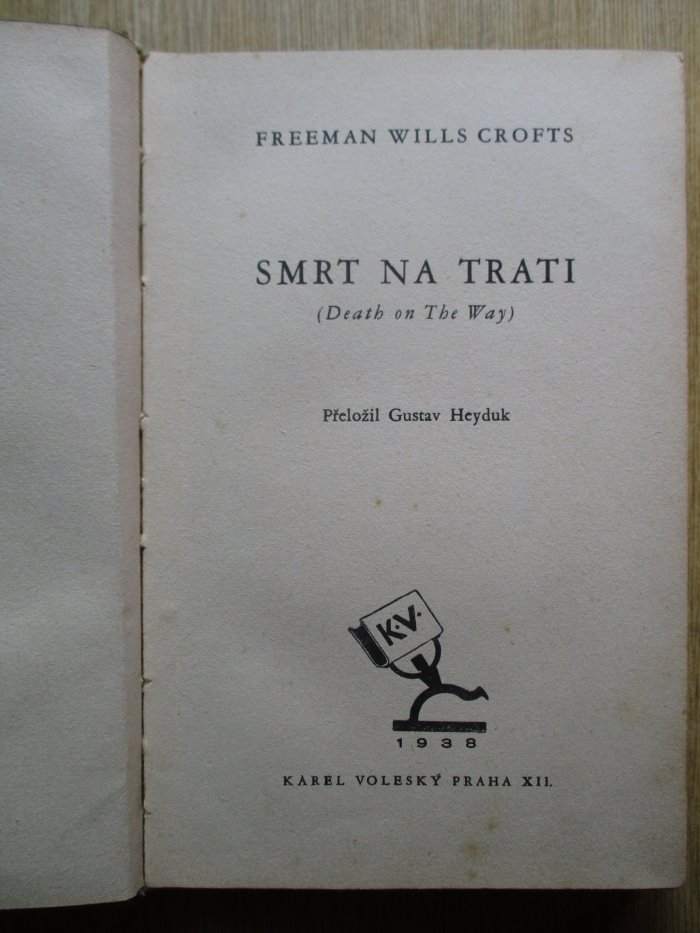 FREEMAN WILLS CROFTS
SMRT NA TRATI
(Death on The Way)
Přeložil Gustav Heyduk
K.V.
1938
KAREL VOLESKÝ PRAHA XII.